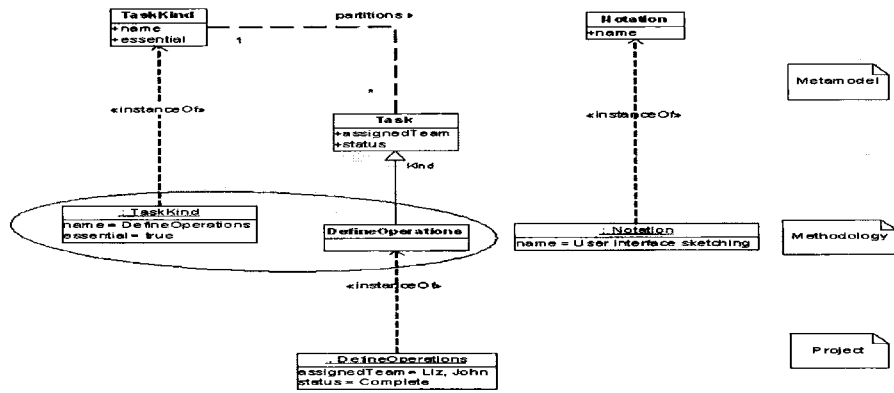 TaskKind
+name
+essential
partitions
1
*
Notation
+name
Metamodel
«instanceOf»
«instanceOf»
Task
+assignedTeam
+status
Kind
: TaskKind
name = DefineOperations
essential = true
DefineOperations
: Notation
name = User interface sketching
Methodology
«instanceOf»
: DefineOperations
assignedTeam = Liz, John
status = Complete
Project